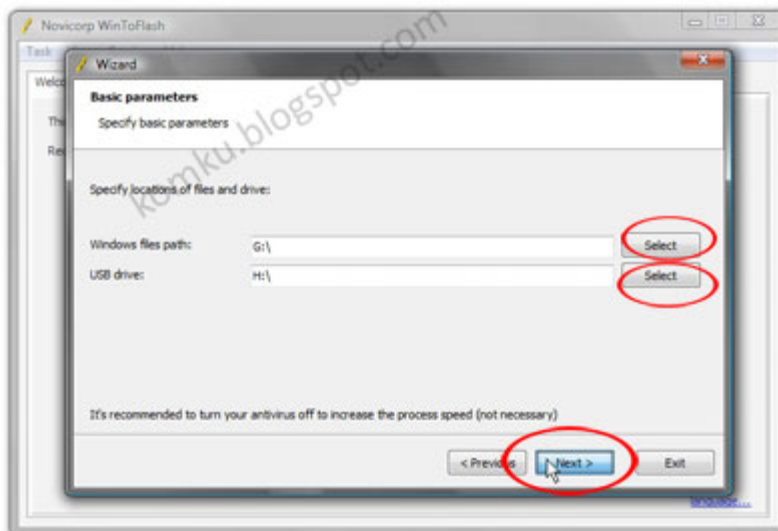 Novicorp WinToFlash
Task
Welco
Wizard
Basic parameters
Specify basic parameters
komku.blogspot.com
Specify locations of files and drive:
Windows files path:
G:\
Select
USB drive:
H:\
Select
It's recommended to turn your antivirus off to increase the process speed (not necessary)
< Previous
Next >
Exit
language...